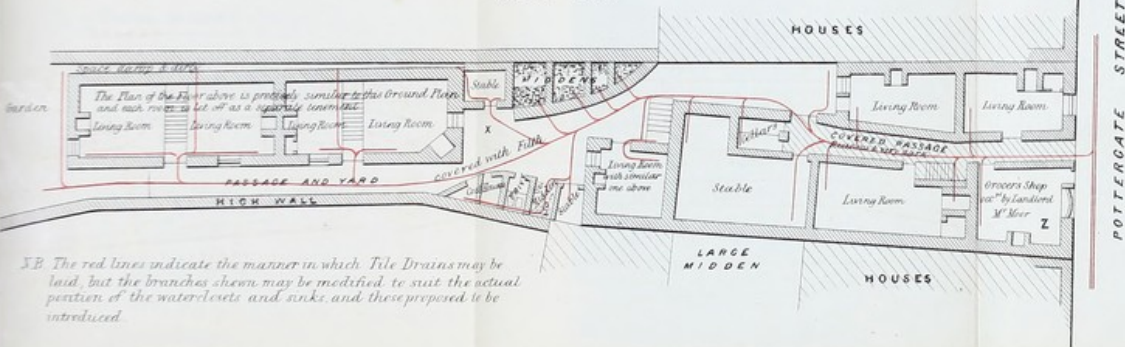 HOUSES
POTTERGATE STREET
Space damp & dirty
Stable
MIDDENS
Garden
The Plan of the Floor above is precisely similar to this Ground Plan
and each room is let off as a separate tenement
Living Room
Living Room
Living Room
Living Room
X
Living Room
Living Room
COVERED PASSAGE
covered with Filth
PASSAGE AND YARD
HIGH WALL
Living Room
with similar
one above
Stable
Stable
Living Room
Grocers Shop
occ.d by Landlord
Mr Moor
Z
LARGE
MIDDEN
HOUSES
N.B. The red lines indicate the manner in which Tile Drains may be
laid, but the branches shewn may be modified to suit the actual
position of the waterclosets and sinks, and these proposed to be
introduced